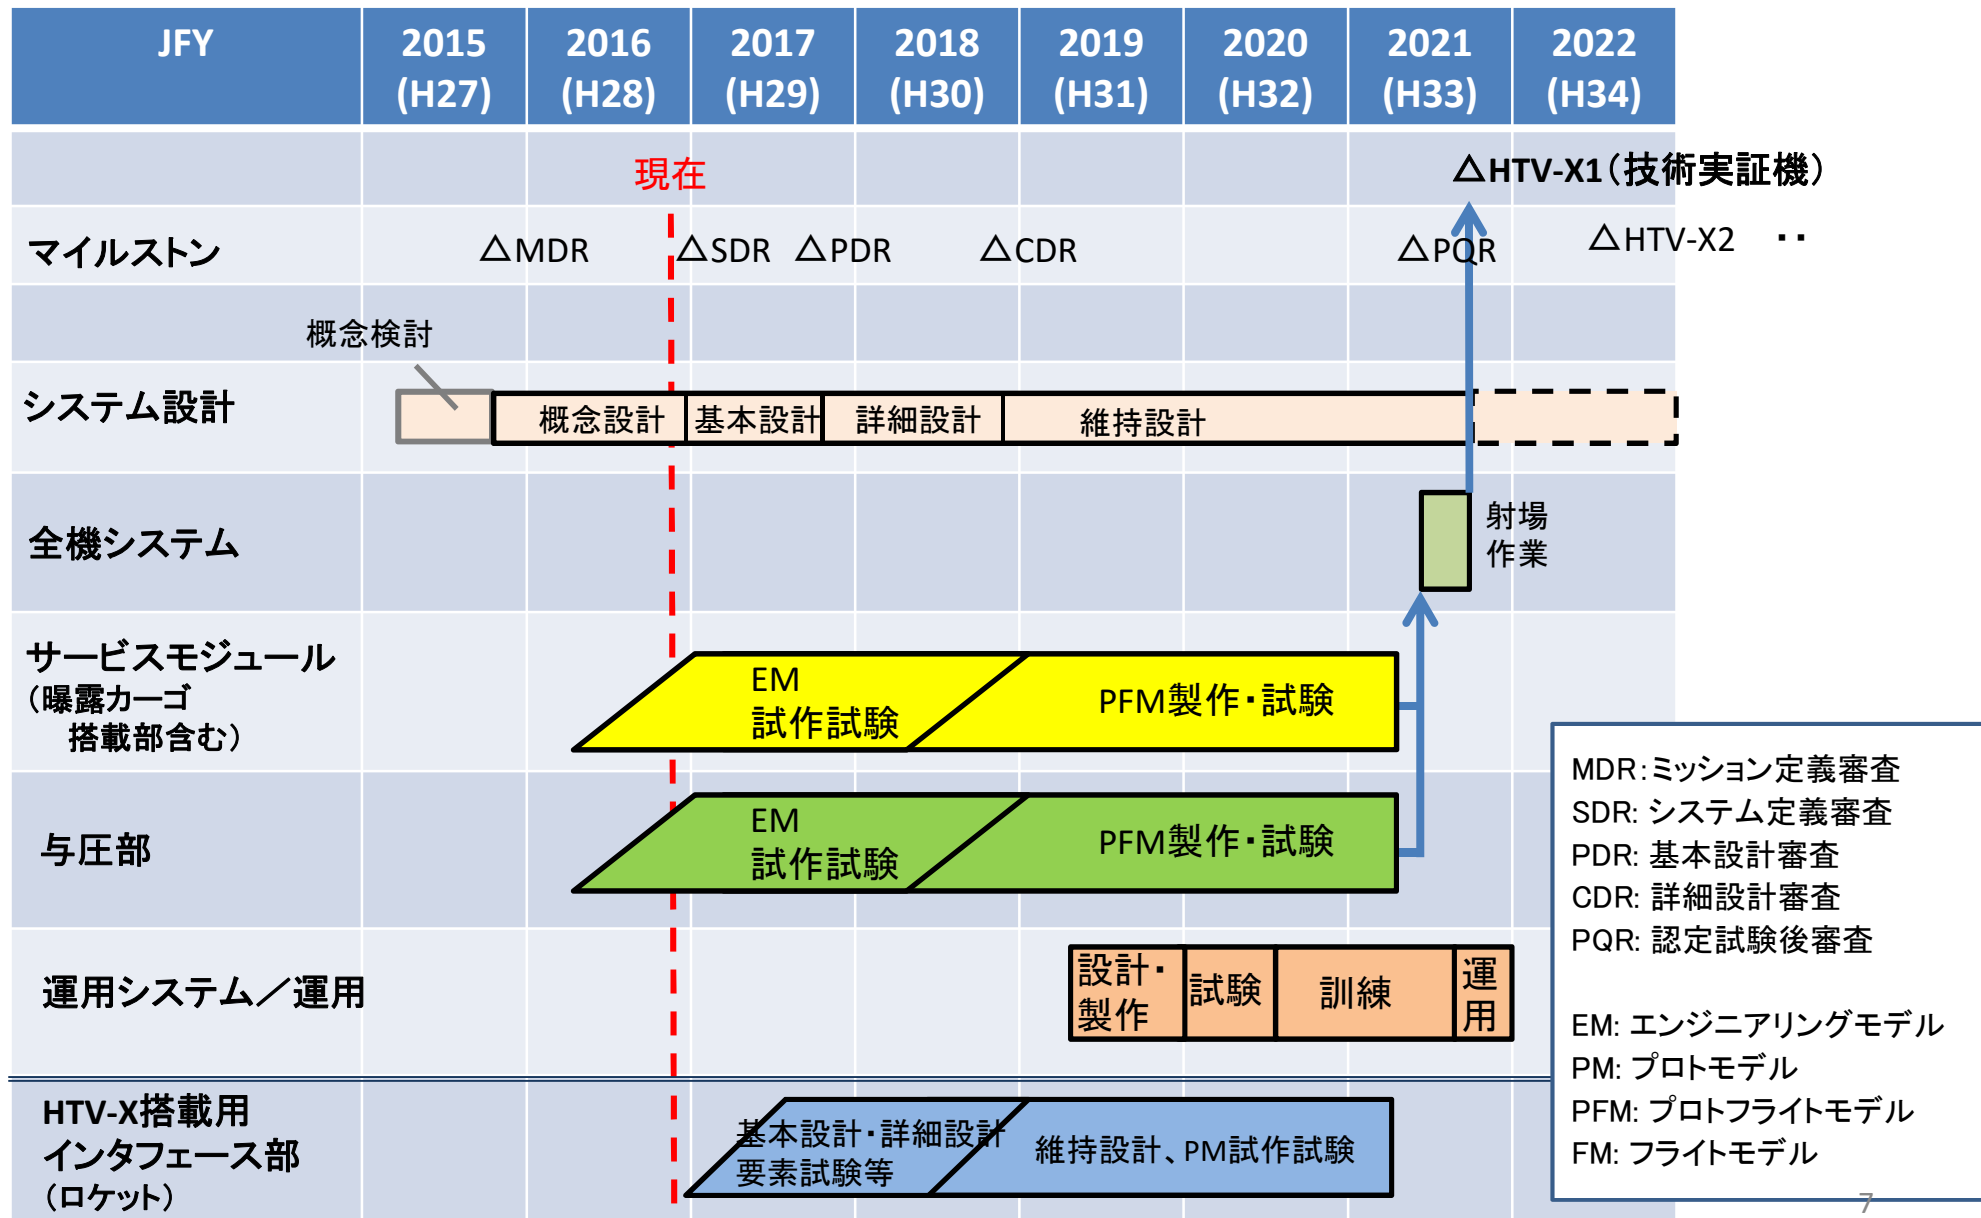 JFY
2015
(H27)
2016
(H28)
2017
(H29)
2018
(H30)
2019
(H31)
2020
(H32)
2021
(H33)
2022
(H34)
現在
△HTV-X1（技術実証機）
マイルストン
△MDR
△SDR
△PDR
△CDR
△PQR
△HTV-X2　・・
概念検討
システム設計
概念設計
基本設計
詳細設計
維持設計
全機システム
射場
作業
サービスモジュール
（曝露カーゴ
搭載部含む）
EM
試作試験
PFM製作・試験
与圧部
EM
試作試験
PFM製作・試験
運用システム／運用
設計・
製作
試験
訓練
運
用
HTV-X搭載用
インタフェース部
（ロケット）
基本設計・詳細設計
要素試験等
維持設計、PM試作試験
MDR：ミッション定義審査
SDR: システム定義審査
PDR: 基本設計審査
CDR: 詳細設計審査
PQR: 認定試験後審査
EM: エンジニアリングモデル
PM: プロトモデル
PFM: プロトフライトモデル
FM: フライトモデル
7